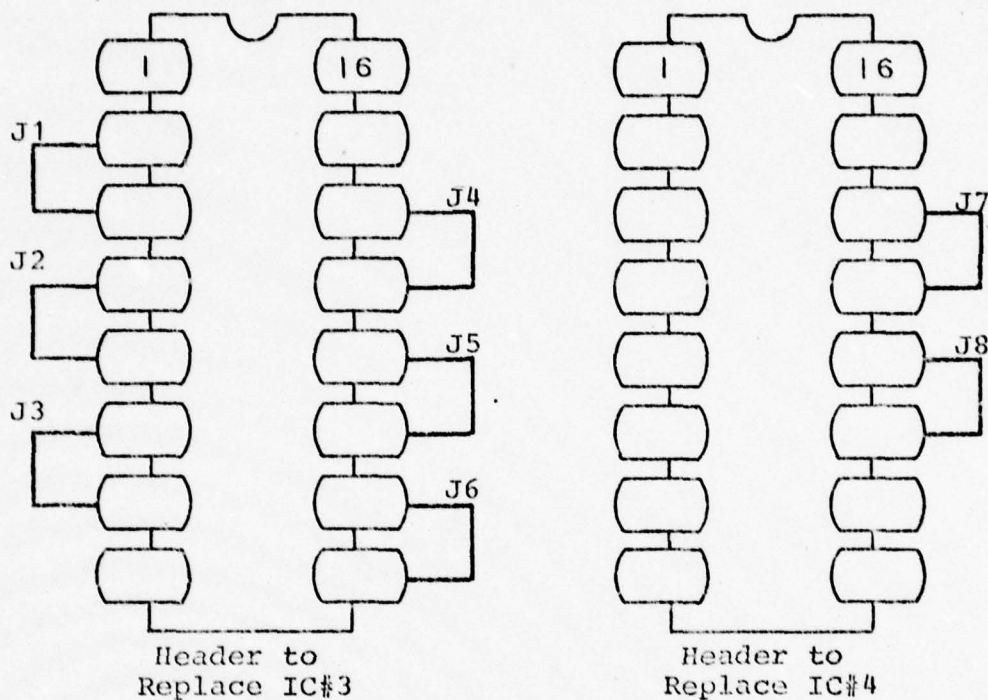 1 16
J1
J4
J2
J5
J3
J6
Header to
Replace IC#3
1 16
J7
J8
Header to
Replace IC#4